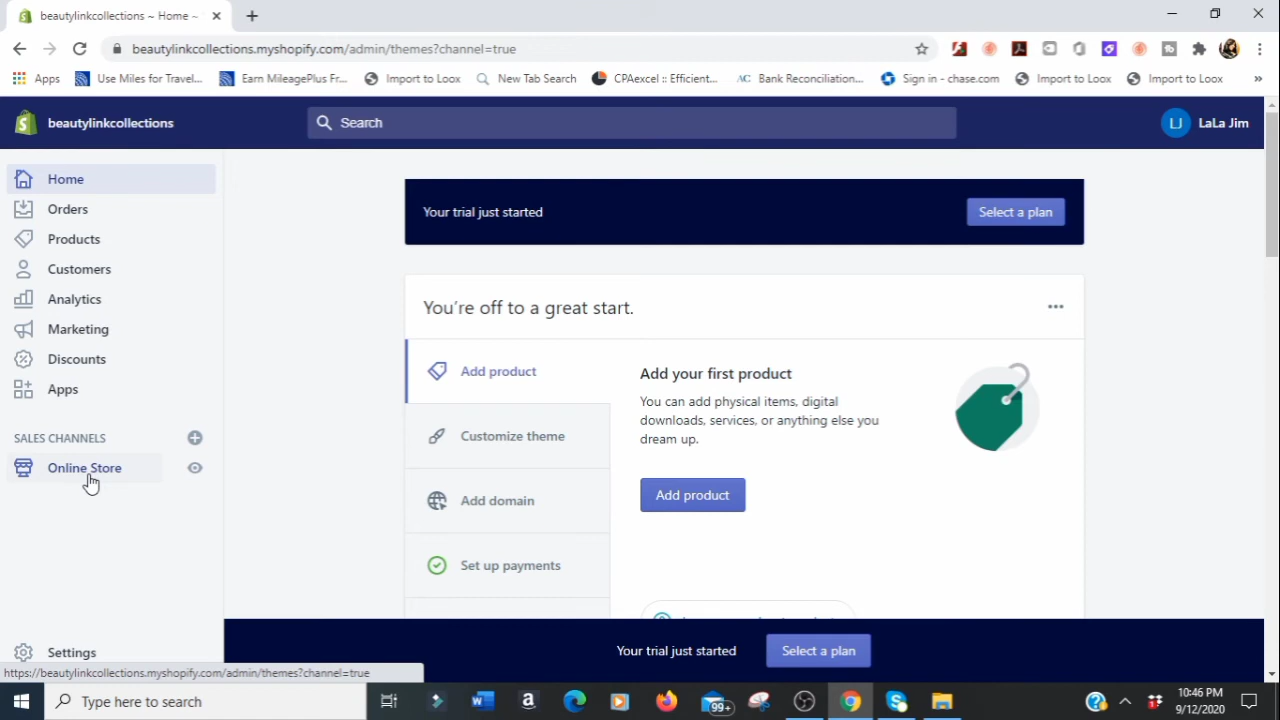 beautylinkcollections ~ Home ~
beautylinkcollections.myshopify.com/admin/themes?channel=true
Apps
Use Miles for Travel...
Earn MileagePlus Fr...
Import to Loox
New Tab Search
CPAexcel :: Efficient...
AC Bank Reconciliation...
Sign in - chase.com
Import to Loox
Import to Loox
beautylinkcollections
Search
LJ
LaLa Jim
Home
Orders
Products
Customers
Analytics
Marketing
Discounts
Apps
SALES CHANNELS
Online Store
Settings
Your trial just started
Select a plan
You're off to a great start.
Add product
Customize theme
Add domain
Set up payments
Add your first product
You can add physical items, digital
downloads, services, or anything else you
dream up.
Add product
Your trial just started
Select a plan
https://beautylinkcollections.myshopify.com/admin/themes?channel=true
Type here to search
99+
10:46 PM
9/12/2020